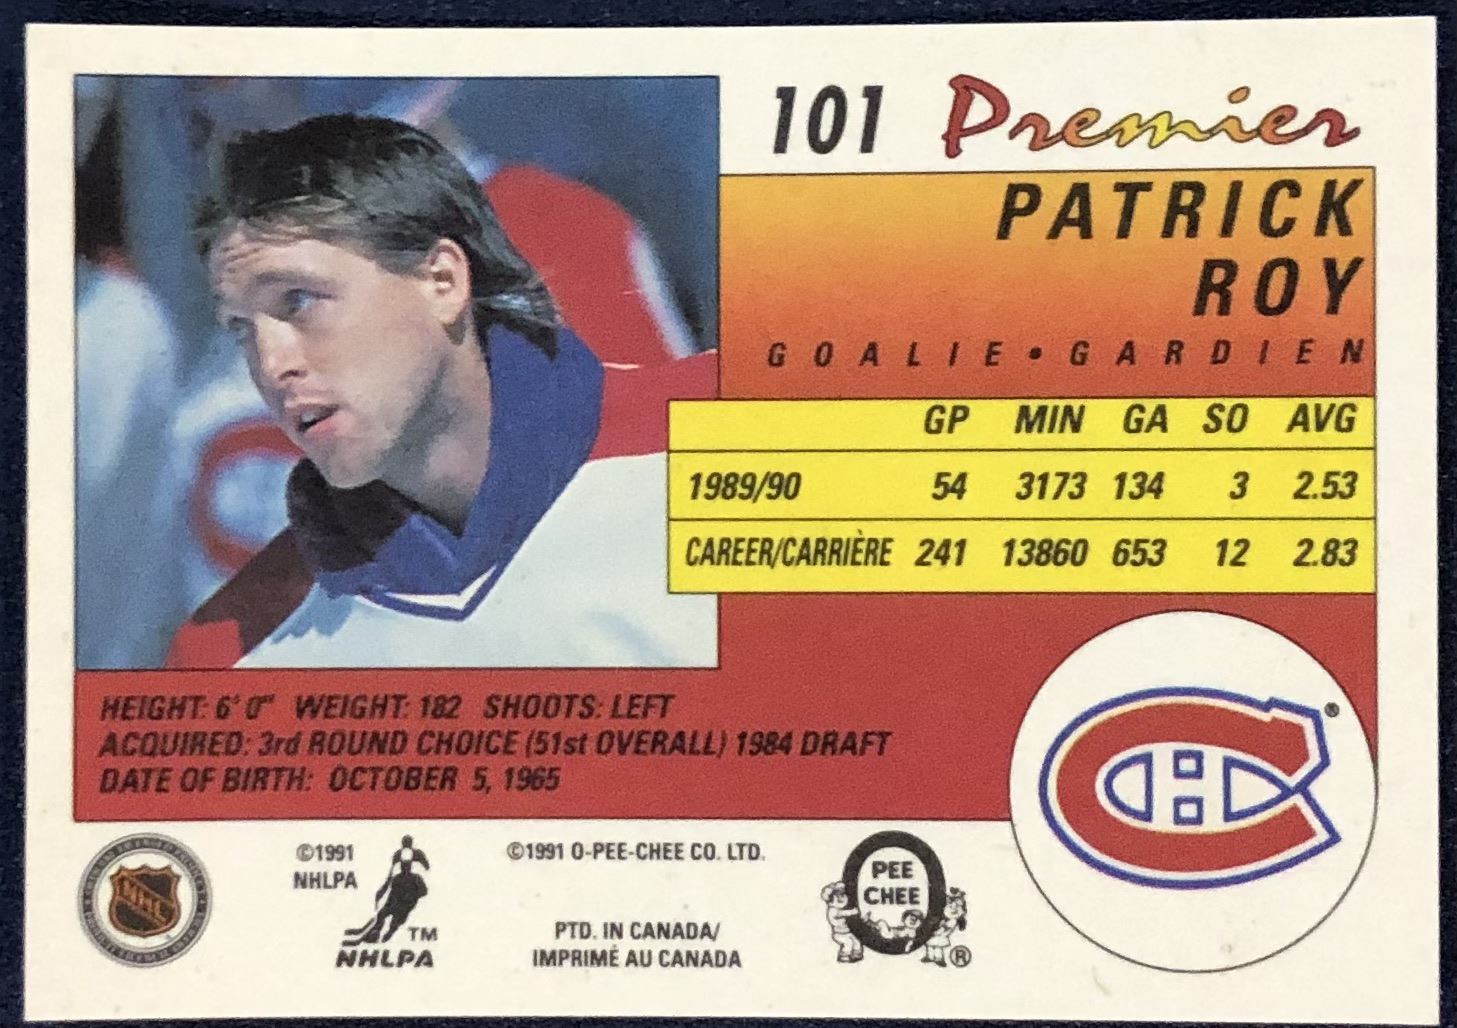 101 Premier
PATRICK
ROY
GOALIE • GARDIEN
GP MIN GA SO AVG
1989/90 54 3173 134 3 2.53
CAREER/CARRIÈRE 241 13860 653 12 2.83
HEIGHT: 6' 0" WEIGHT: 182 SHOOTS: LEFT
ACQUIRED: 3rd ROUND CHOICE (51st OVERALL) 1984 DRAFT
DATE OF BIRTH: OCTOBER 5, 1965
CH ®
NHL
©1991
NHLPA
TM
NHLPA
©1991 O-PEE-CHEE CO. LTD.
PTD. IN CANADA/
IMPRIMÉ AU CANADA
O
PEE
CHEE
®